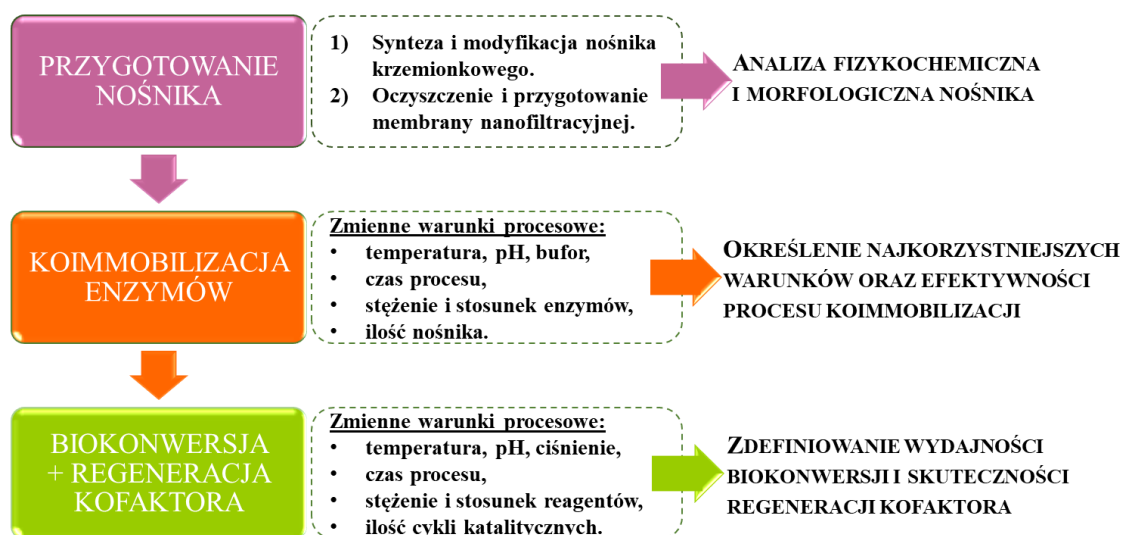 PRZYGOTOWANIE
NOŚNIKA
1) Synteza i modyfikacja nośnika
krzemionkowego.
2) Oczyszczenie i przygotowanie
membrany nanofiltracyjnej.
ANALIZA FIZYKOCHEMICZNA
I MORFOLOGICZNA NOŚNIKA
KOIMMOBILIZACJA
ENZYMÓW
Zmienne warunki procesowe:
• temperatura, pH, bufor,
• czas procesu,
• stężenie i stosunek enzymów,
• ilość nośnika.
OKREŚLENIE NAJKORZYSTNIEJSZYCH
WARUNKÓW ORAZ EFEKTYWNOŚCI
PROCESU KOIMMOBILIZACJI
BIOKONWERSJA
+ REGENERACJA
KOFAKTORA
Zmienne warunki procesowe:
• temperatura, pH, ciśnienie,
• czas procesu,
• stężenie i stosunek reagentów,
• ilość cykli katalitycznych.
ZDEFINIOWANIE WYDAJNOŚCI
BIOKONWERSJI I SKUTECZNOŚCI
REGENERACJI KOFAKTORA